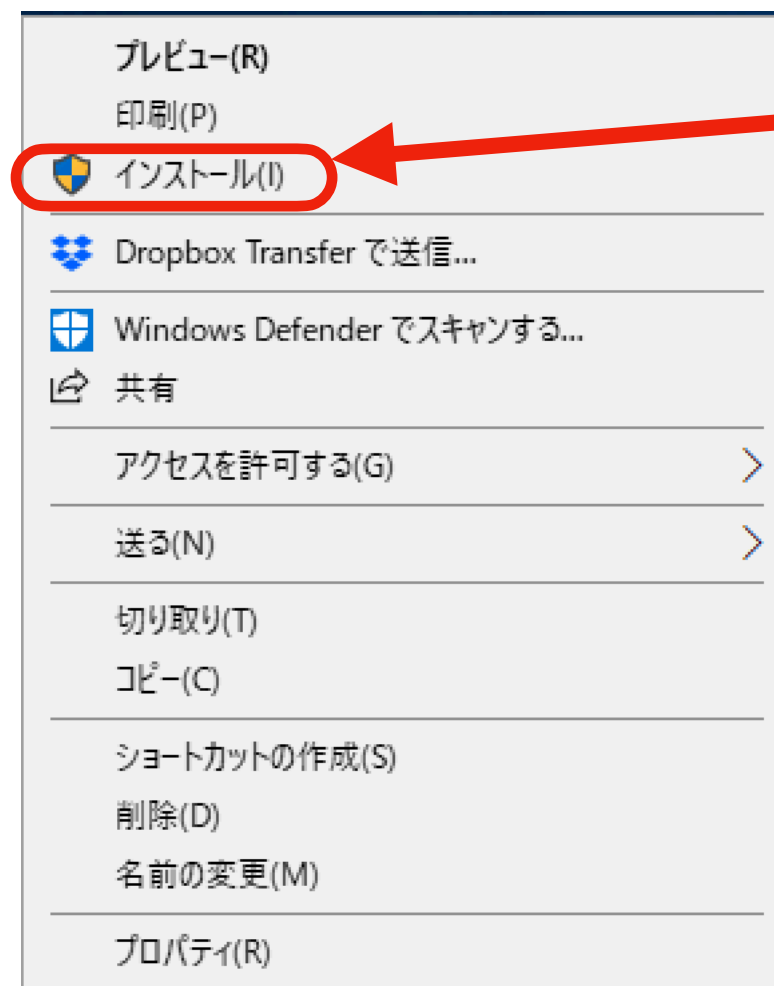 プレビュー(R)
印刷(P)
インストール(I)
Dropbox Transfer で送信...
Windows Defender でスキャンする...
共有
アクセスを許可する(G)
送る(N)
切り取り(T)
コピー(C)
ショートカットの作成(S)
削除(D)
名前の変更(M)
プロパティ(R)